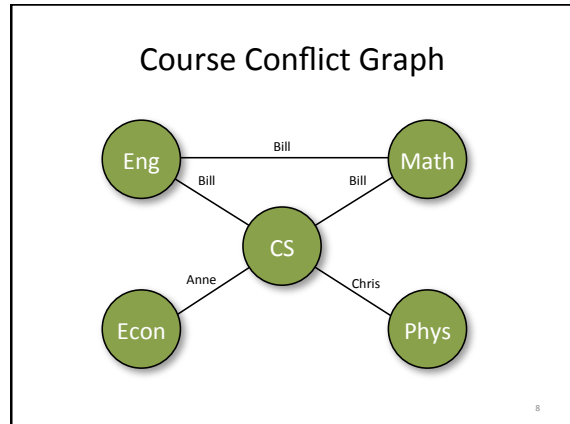 Course Conflict Graph
Bill
Eng
Math
Bill
Bill
CS
Anne
Chris
Econ
Phys
8